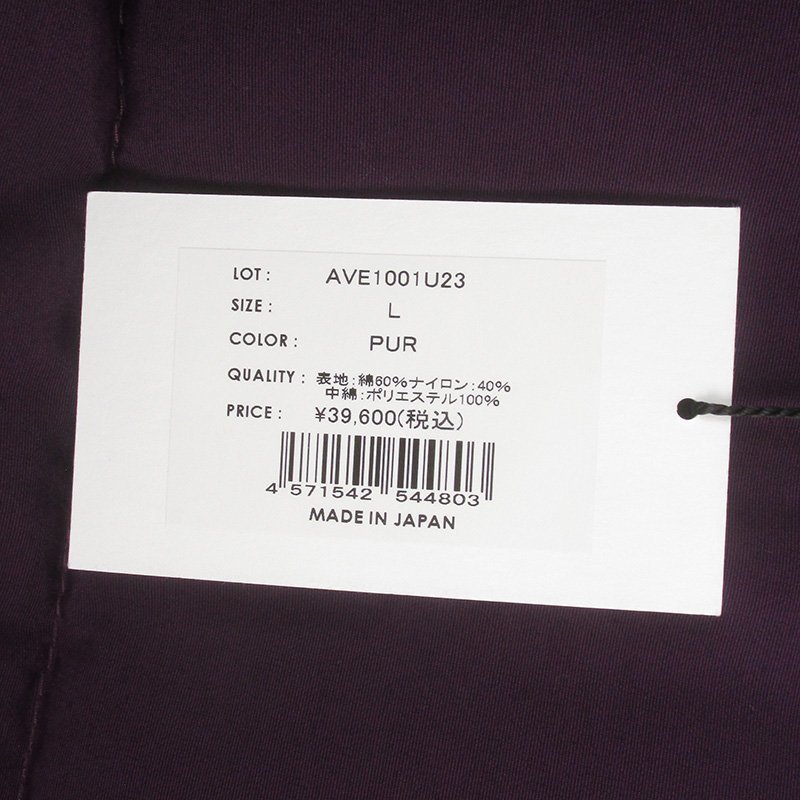 LOT: AVE1001U23
SIZE: L
COLOR: PUR
QUALITY: 表地:綿60%ナイロン:40%
中綿:ポリエステル100%
PRICE: ¥39,600(税込)
4 571542 544803
MADE IN JAPAN